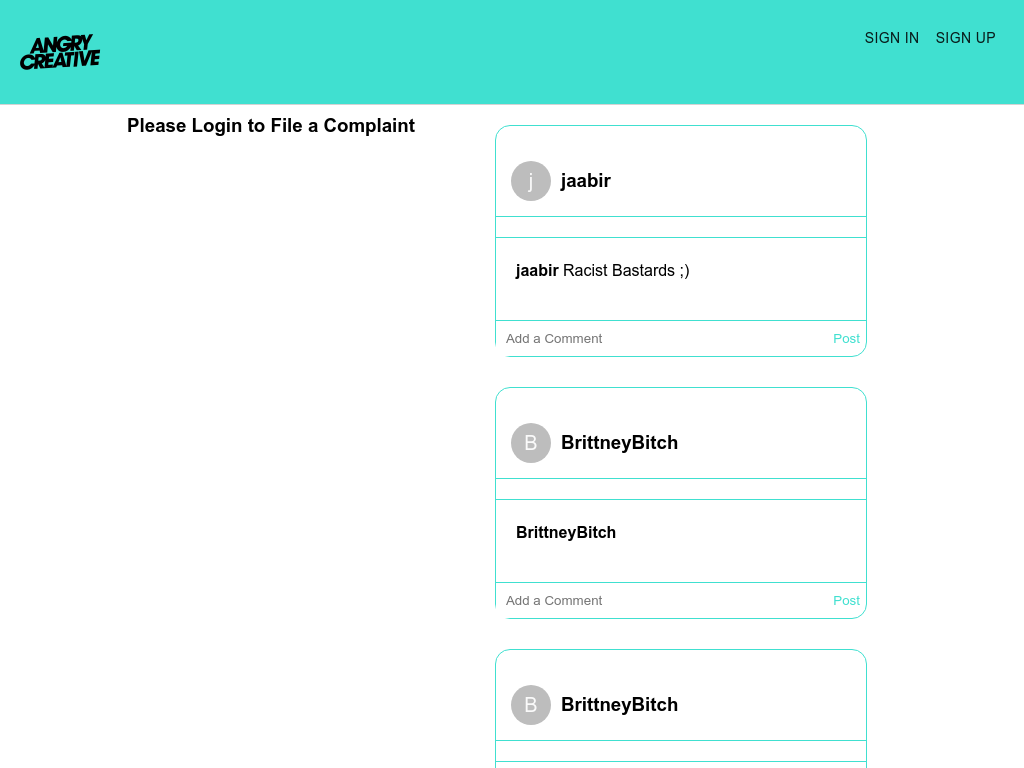 ANGRY
CREATIVE
SIGN IN
SIGN UP
Please Login to File a Complaint
j
jaabir
jaabir Racist Bastards ;)
Add a Comment
Post
B
BrittneyBitch
BrittneyBitch
Add a Comment
Post
B
BrittneyBitch